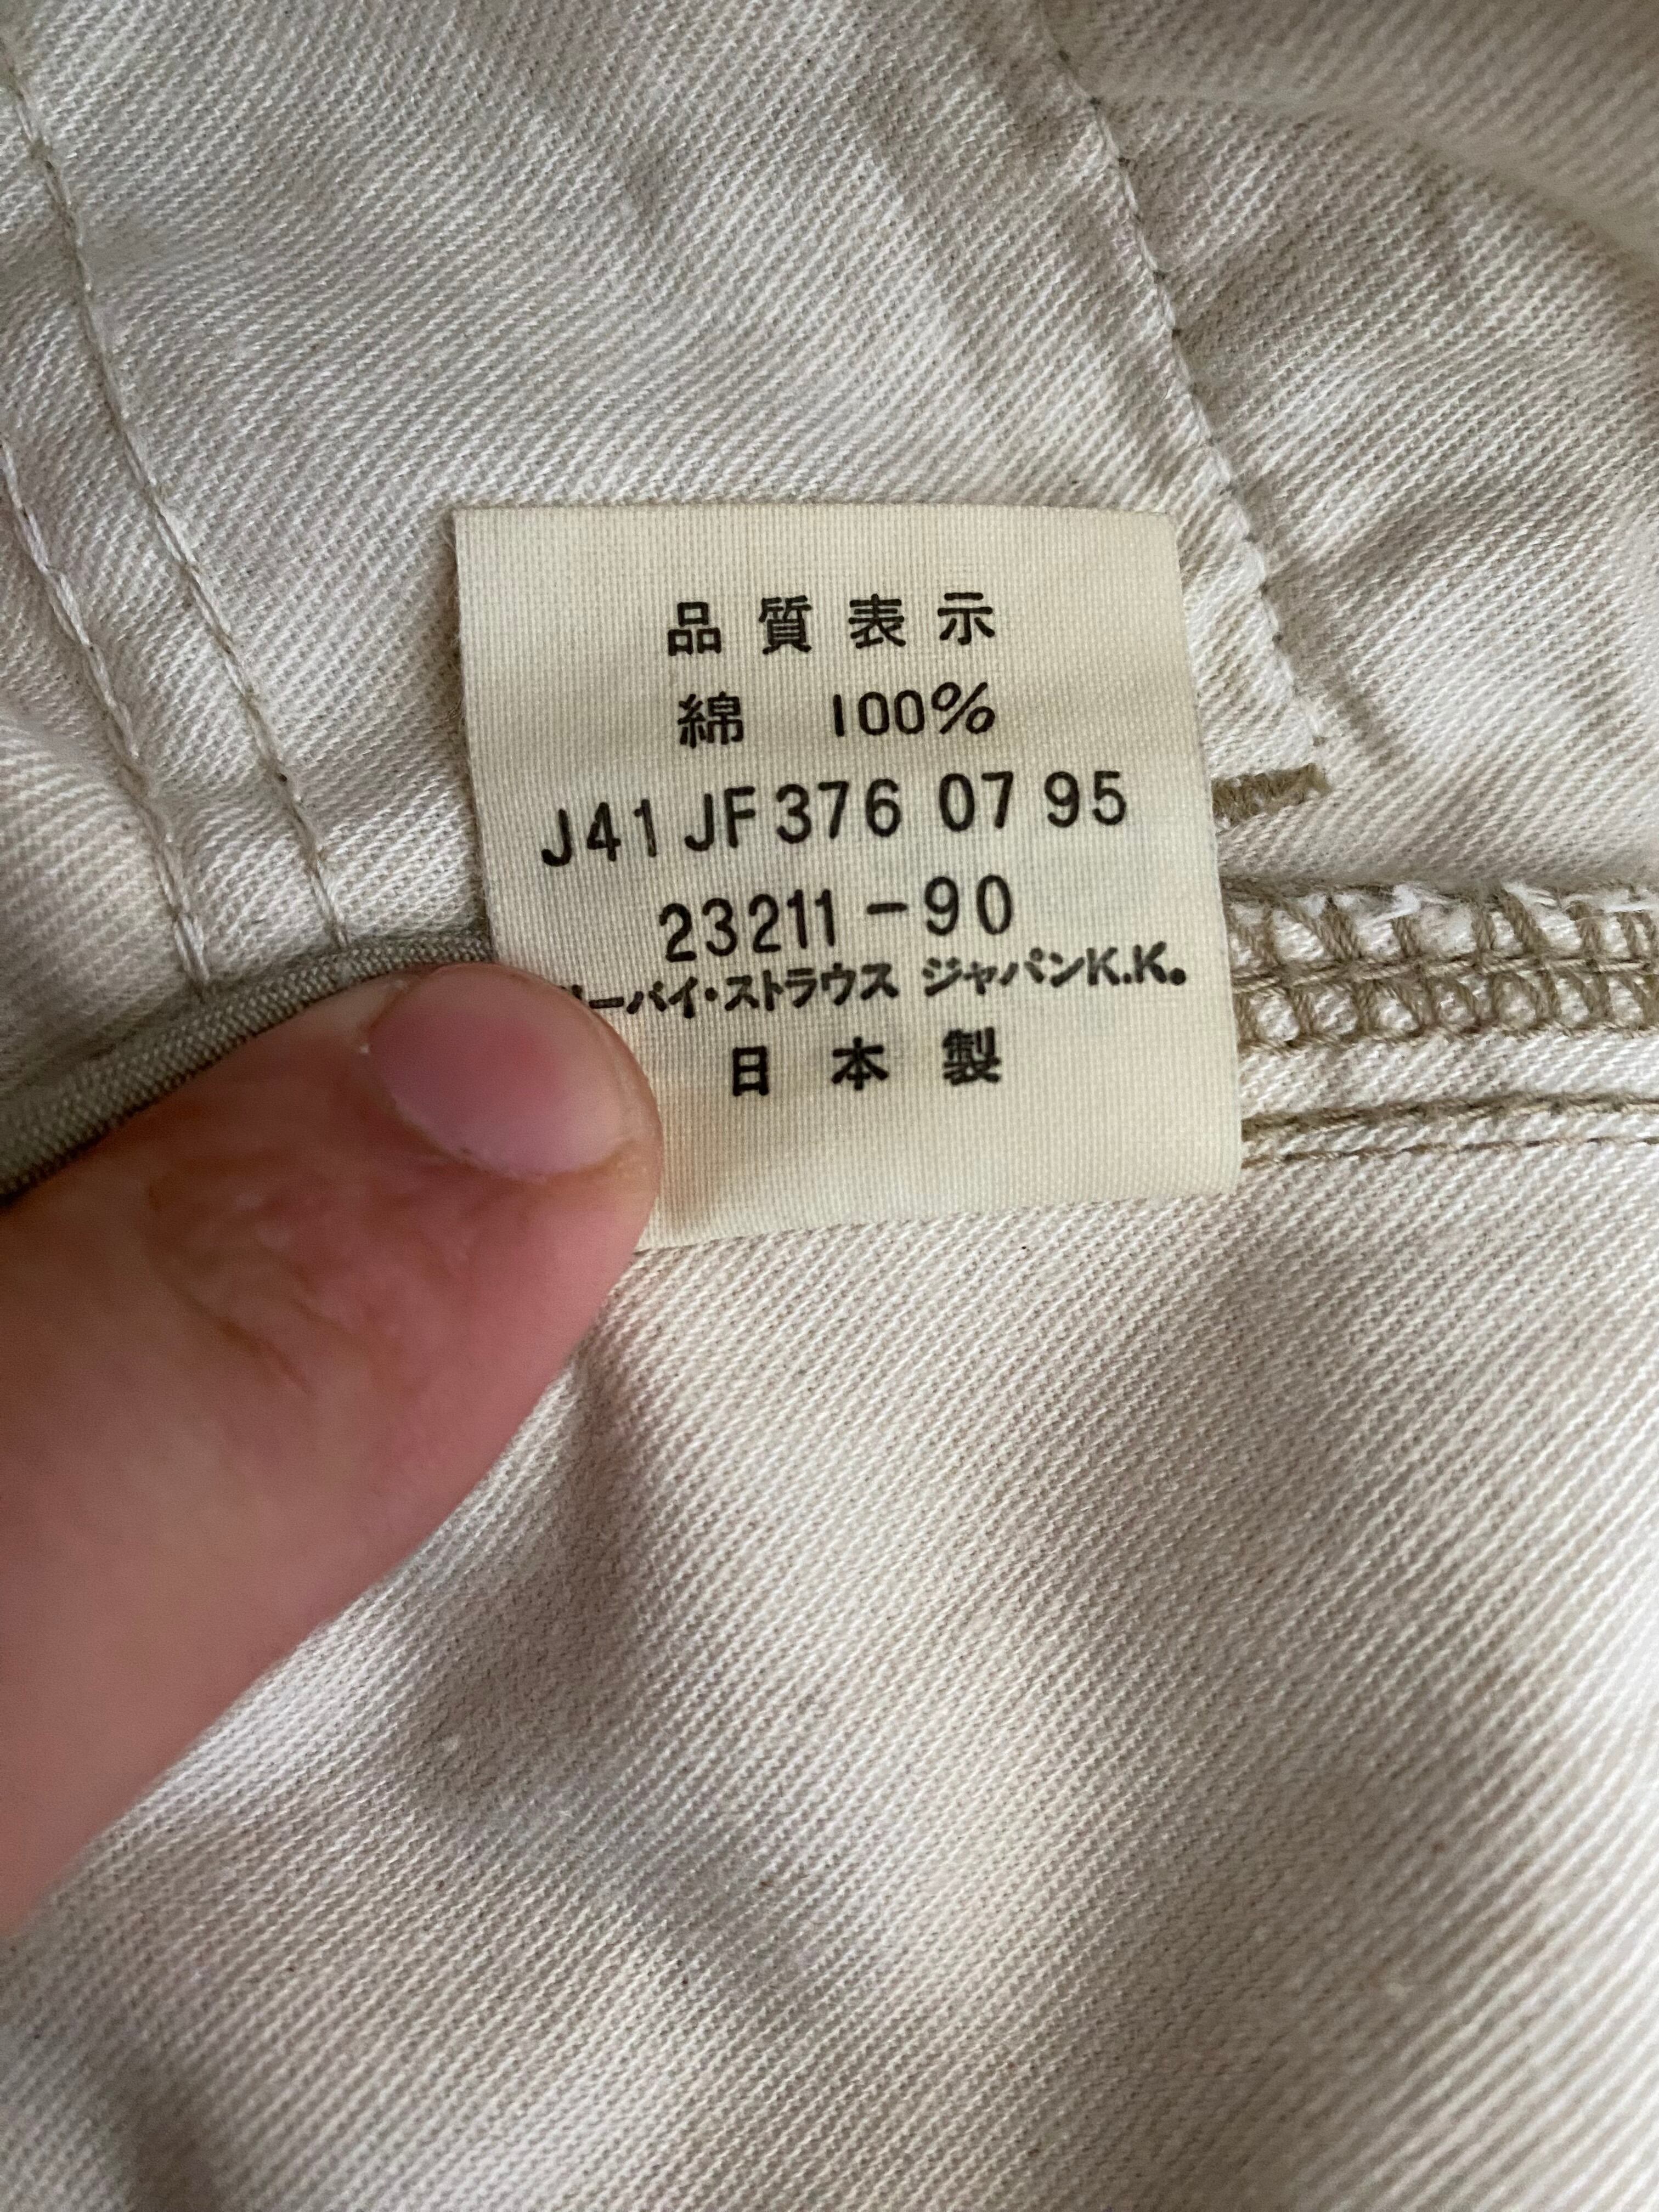 品質表示
綿 100%
J41 JF376 07 95
23211-90
ーバイ・ストラウス ジャパンK.K.
日本製